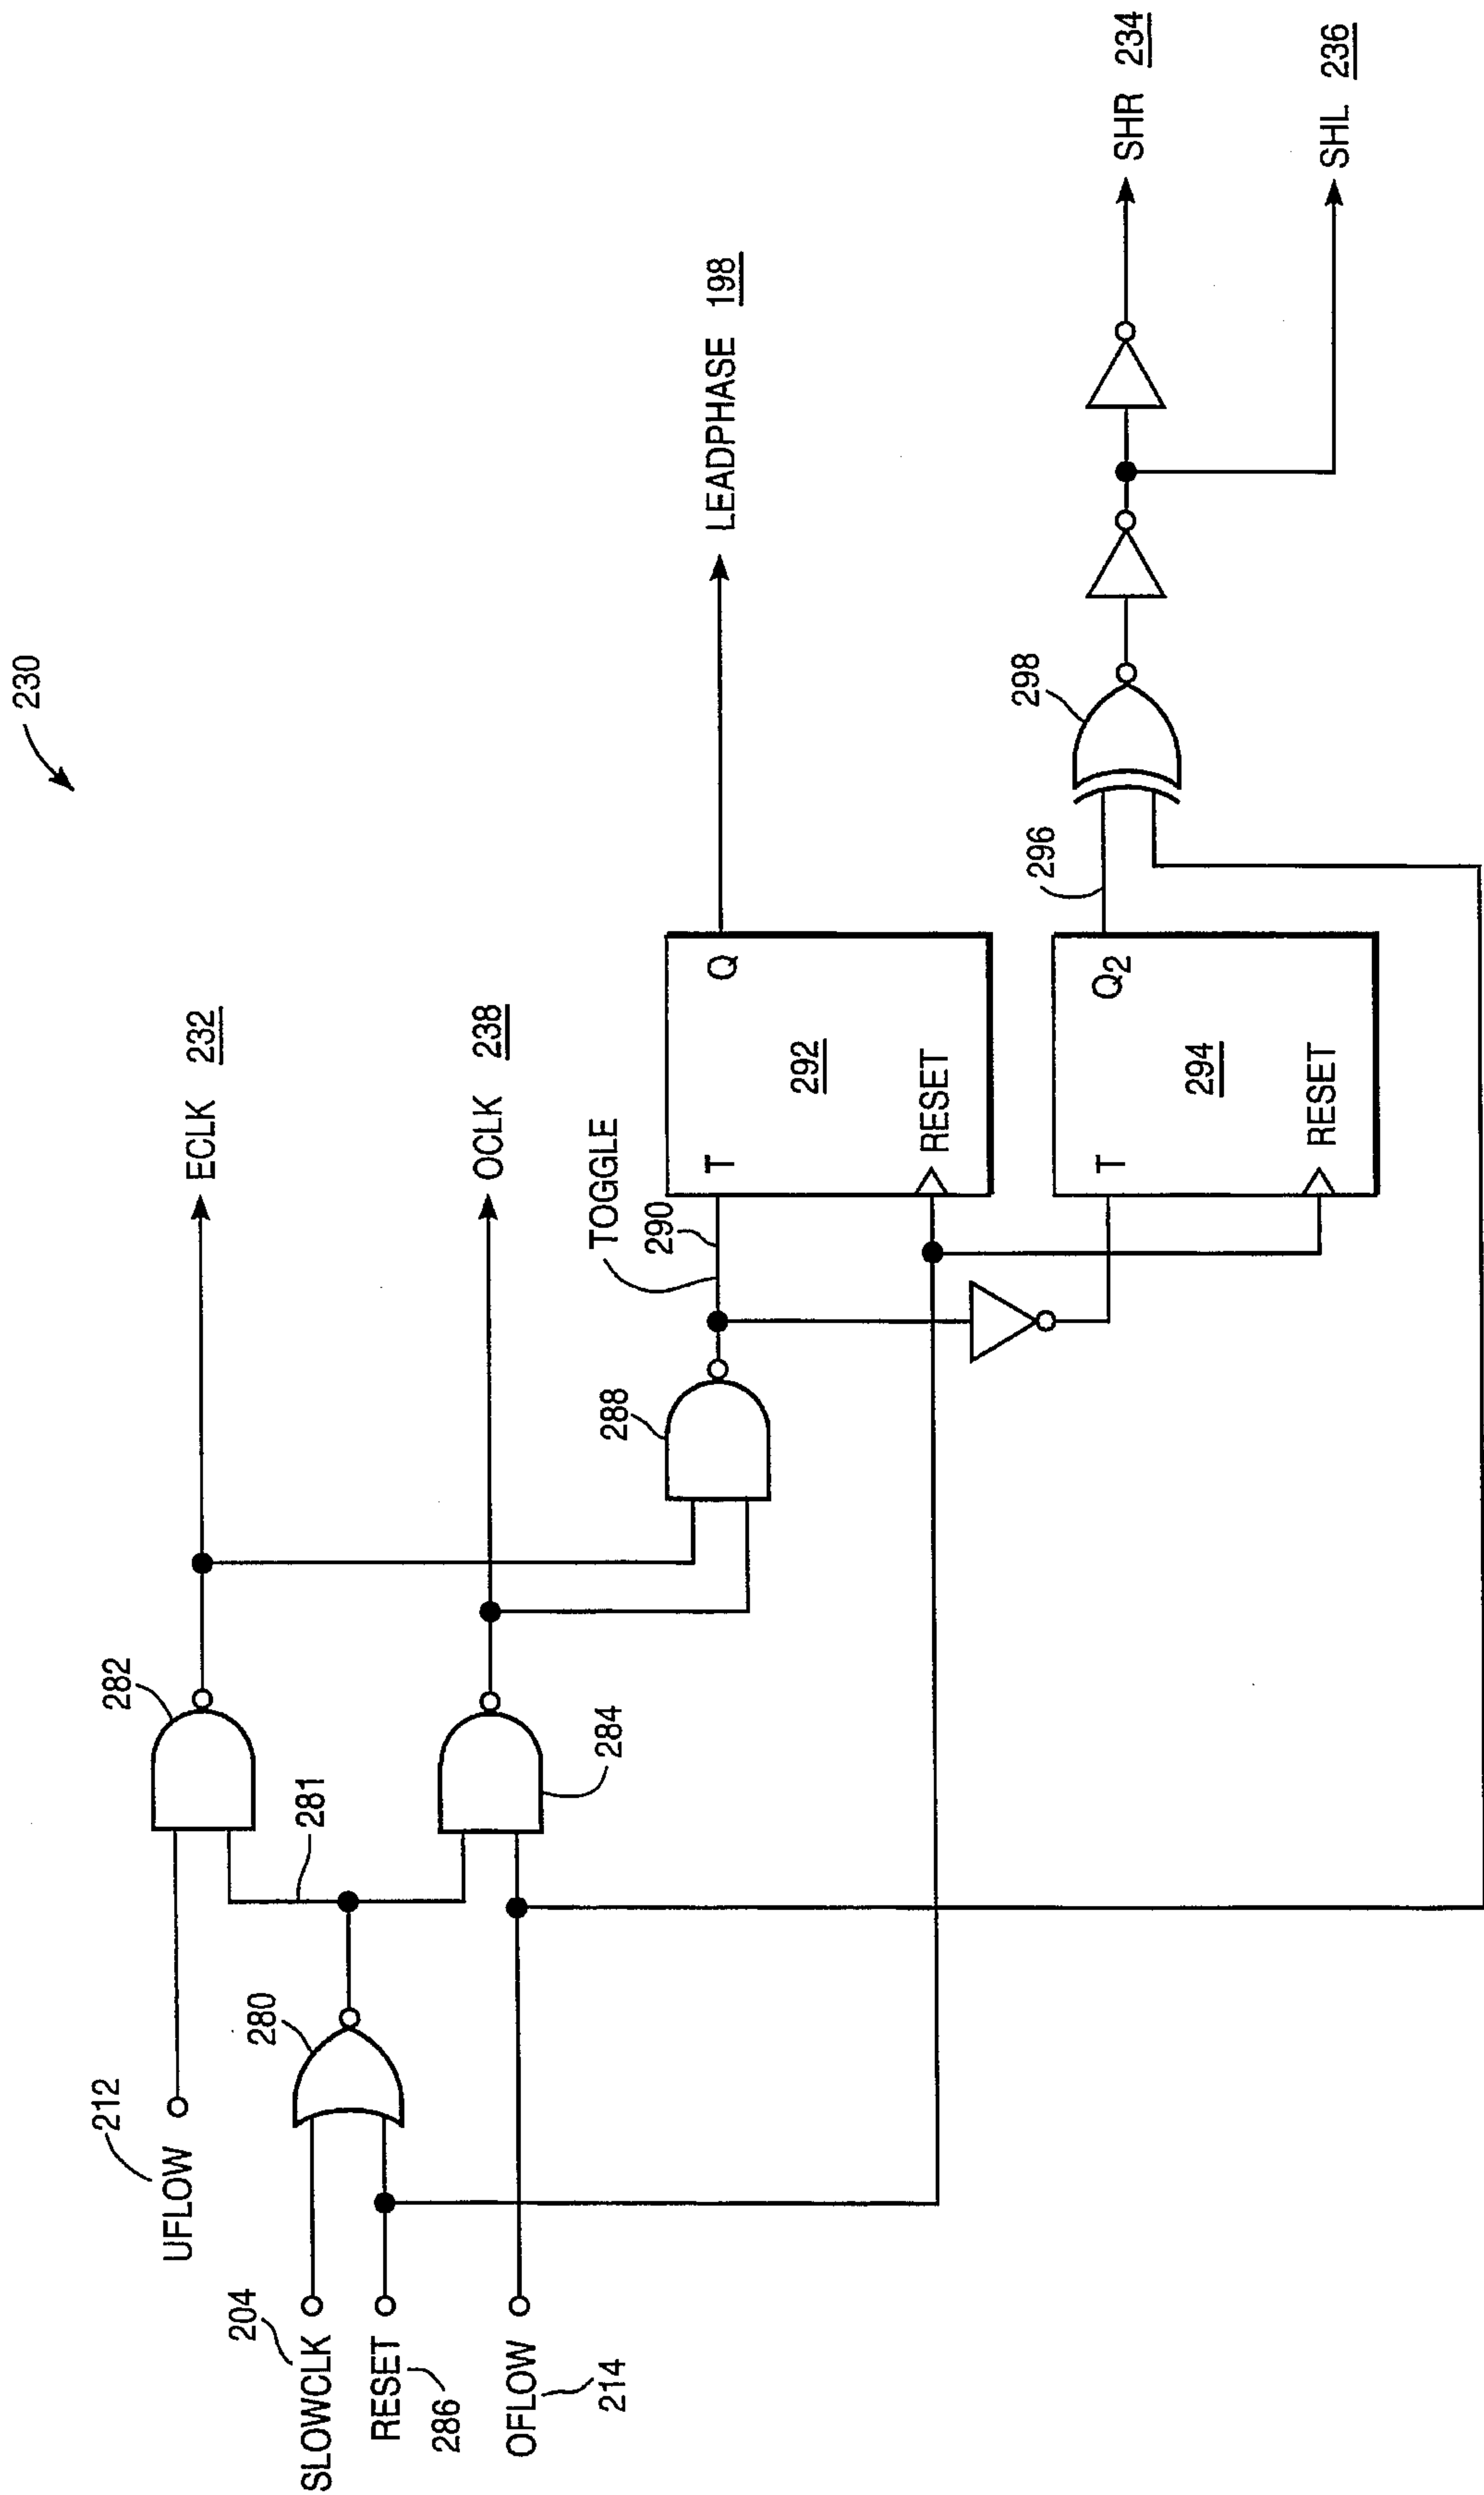 230
UFLOW
212
SLOWCLK
204
RESET
286
OFLOW
214
280
281
282
284
ECLK 232
OCLK 238
288
TOGGLE
290
T
Q
292
RESET
LEADPHASE 198
T
Q2
294
RESET
296
298
SHR 234
SHL 236